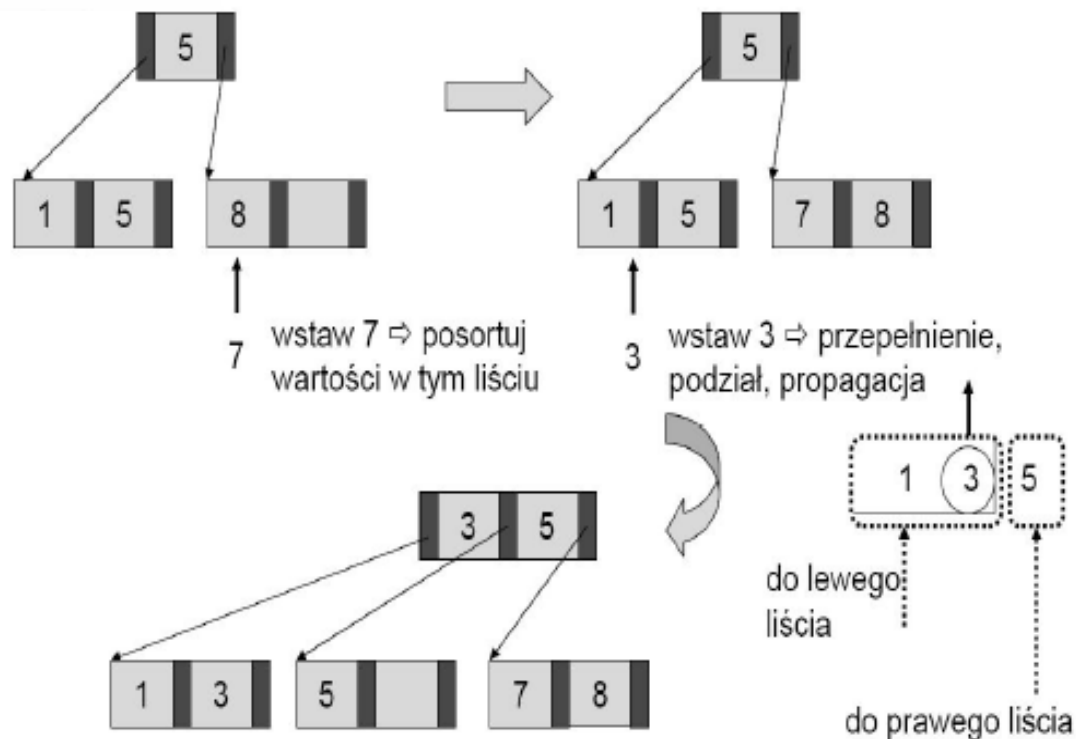 5
1 5 8
7
wstaw 7 ⇨ posortuj
wartości w tym liściu
5
1 5 7 8
3
wstaw 3 ⇨ przepełnienie,
podział, propagacja
1 3 5
do lewego
liścia
do prawego liścia
3 5
1 3 5 7 8